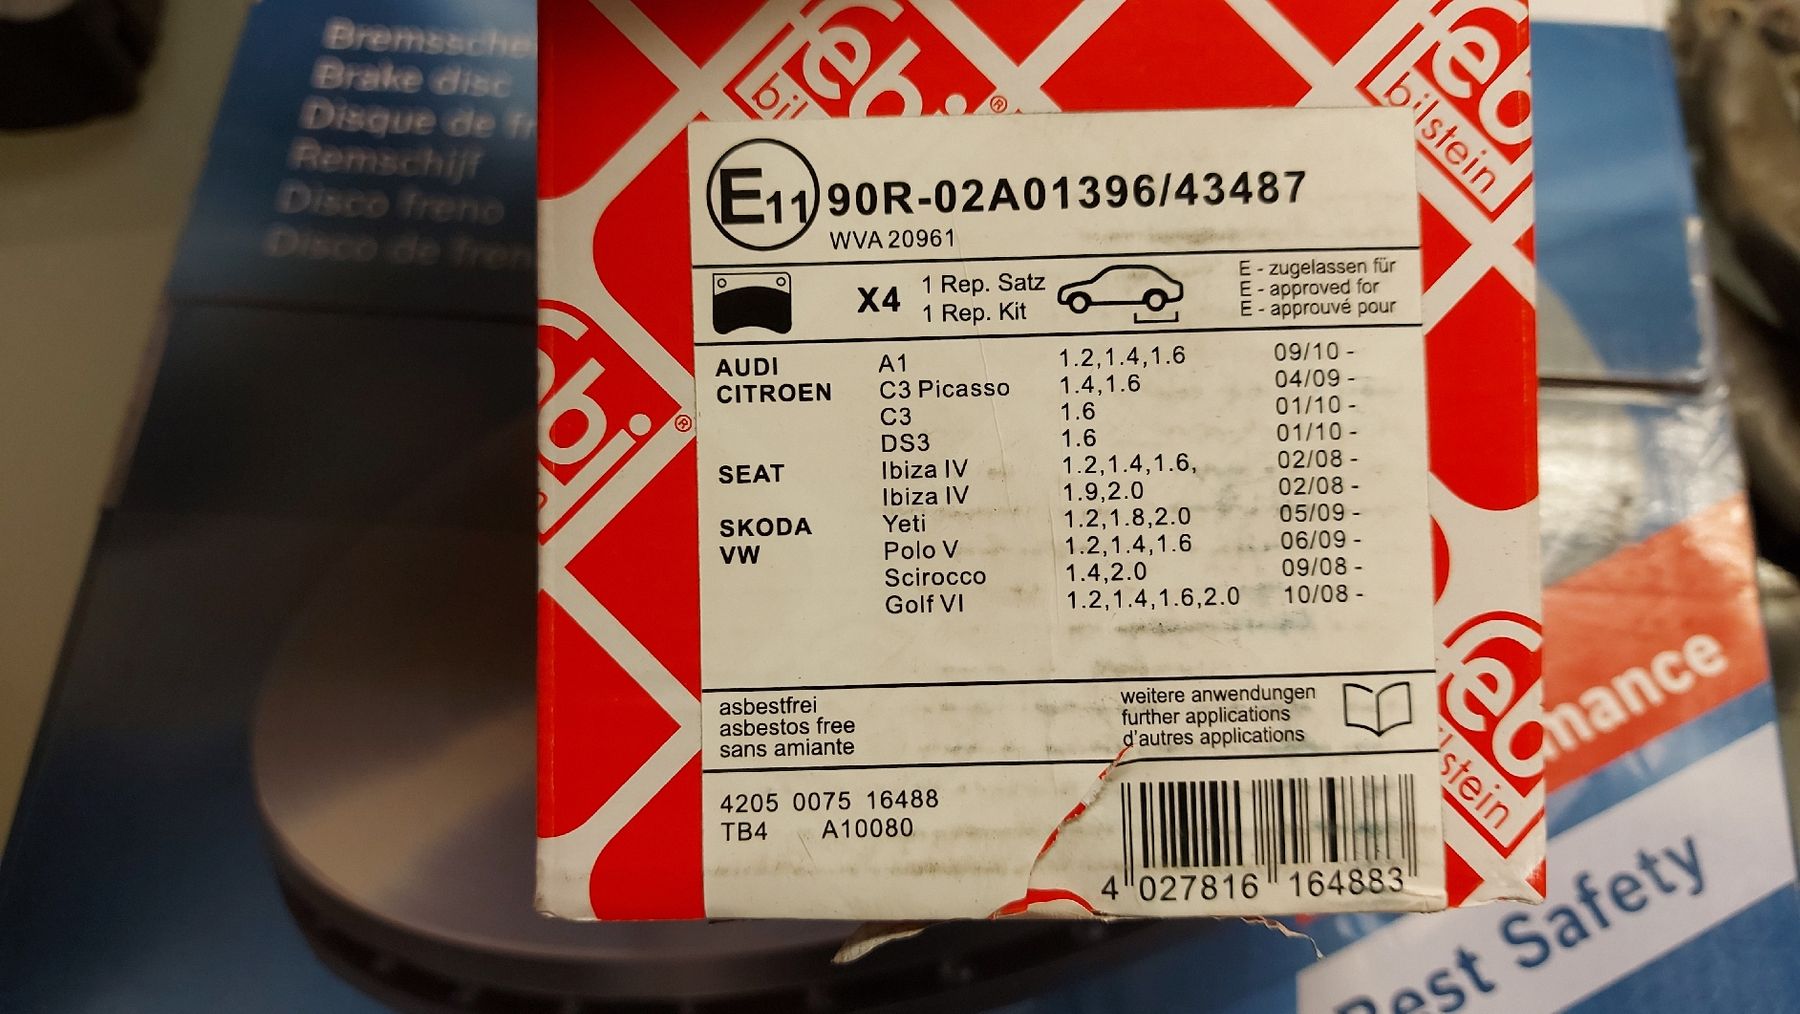 Bremssche
Brake disc
Disque de fr
Remschijf
Disco freno
Disco de fren
febi®
bilstein
feb
bilstein
E11 90R-02A01396/43487
WVA 20961
X4 1 Rep. Satz
1 Rep. Kit
E - zugelassen für
E - approved for
E - approuvé pour
AUDI A1 1.2,1.4,1.6 09/10 -
CITROEN C3 Picasso 1.4,1.6 04/09 -
C3 1.6 01/10 -
DS3 1.6 01/10 -
SEAT Ibiza IV 1.2,1.4,1.6, 02/08 -
Ibiza IV 1.9,2.0 02/08 -
SKODA Yeti 1.2,1.8,2.0 05/09 -
VW Polo V 1.2,1.4,1.6 06/09 -
Scirocco 1.4,2.0 09/08 -
Golf VI 1.2,1.4,1.6,2.0 10/08 -
asbestfrei
asbestos free
sans amiante
weitere anwendungen
further applications
d'autres applications
4205 0075 16488
TB4 A10080
4 027816 164883
ebi®
feb
lstein
mance
Best Safety